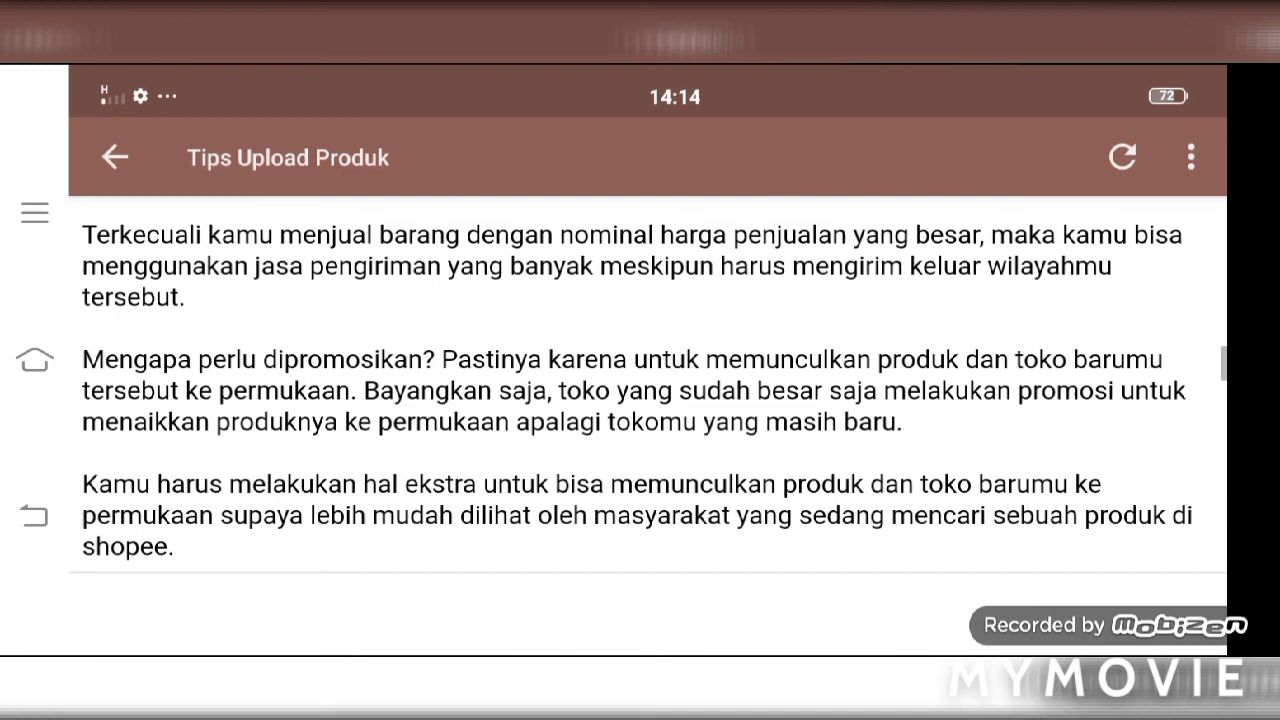 H
14:14
72
Tips Upload Produk
Terkecuali kamu menjual barang dengan nominal harga penjualan yang besar, maka kamu bisa
menggunakan jasa pengiriman yang banyak meskipun harus mengirim keluar wilayahmu
tersebut.
Mengapa perlu dipromosikan? Pastinya karena untuk memunculkan produk dan toko barumu
tersebut ke permukaan. Bayangkan saja, toko yang sudah besar saja melakukan promosi untuk
menaikkan produknya ke permukaan apalagi tokomu yang masih baru.
Kamu harus melakukan hal ekstra untuk bisa memunculkan produk dan toko barumu ke
permukaan supaya lebih mudah dilihat oleh masyarakat yang sedang mencari sebuah produk di
shopee.
Recorded by mobizen
MYMOVIE